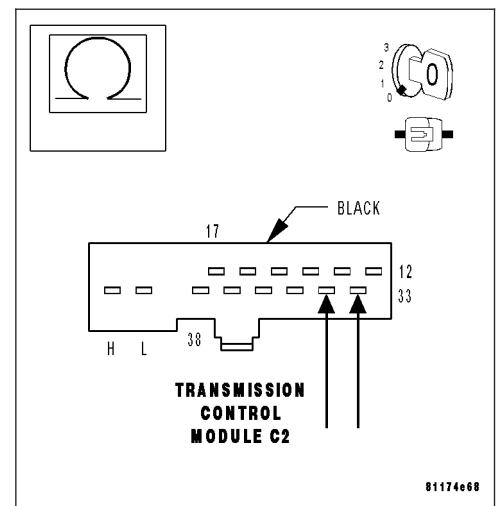 3
2
1
0
BLACK
17
12
33
38
H L
TRANSMISSION
CONTROL
MODULE C2
81174e68